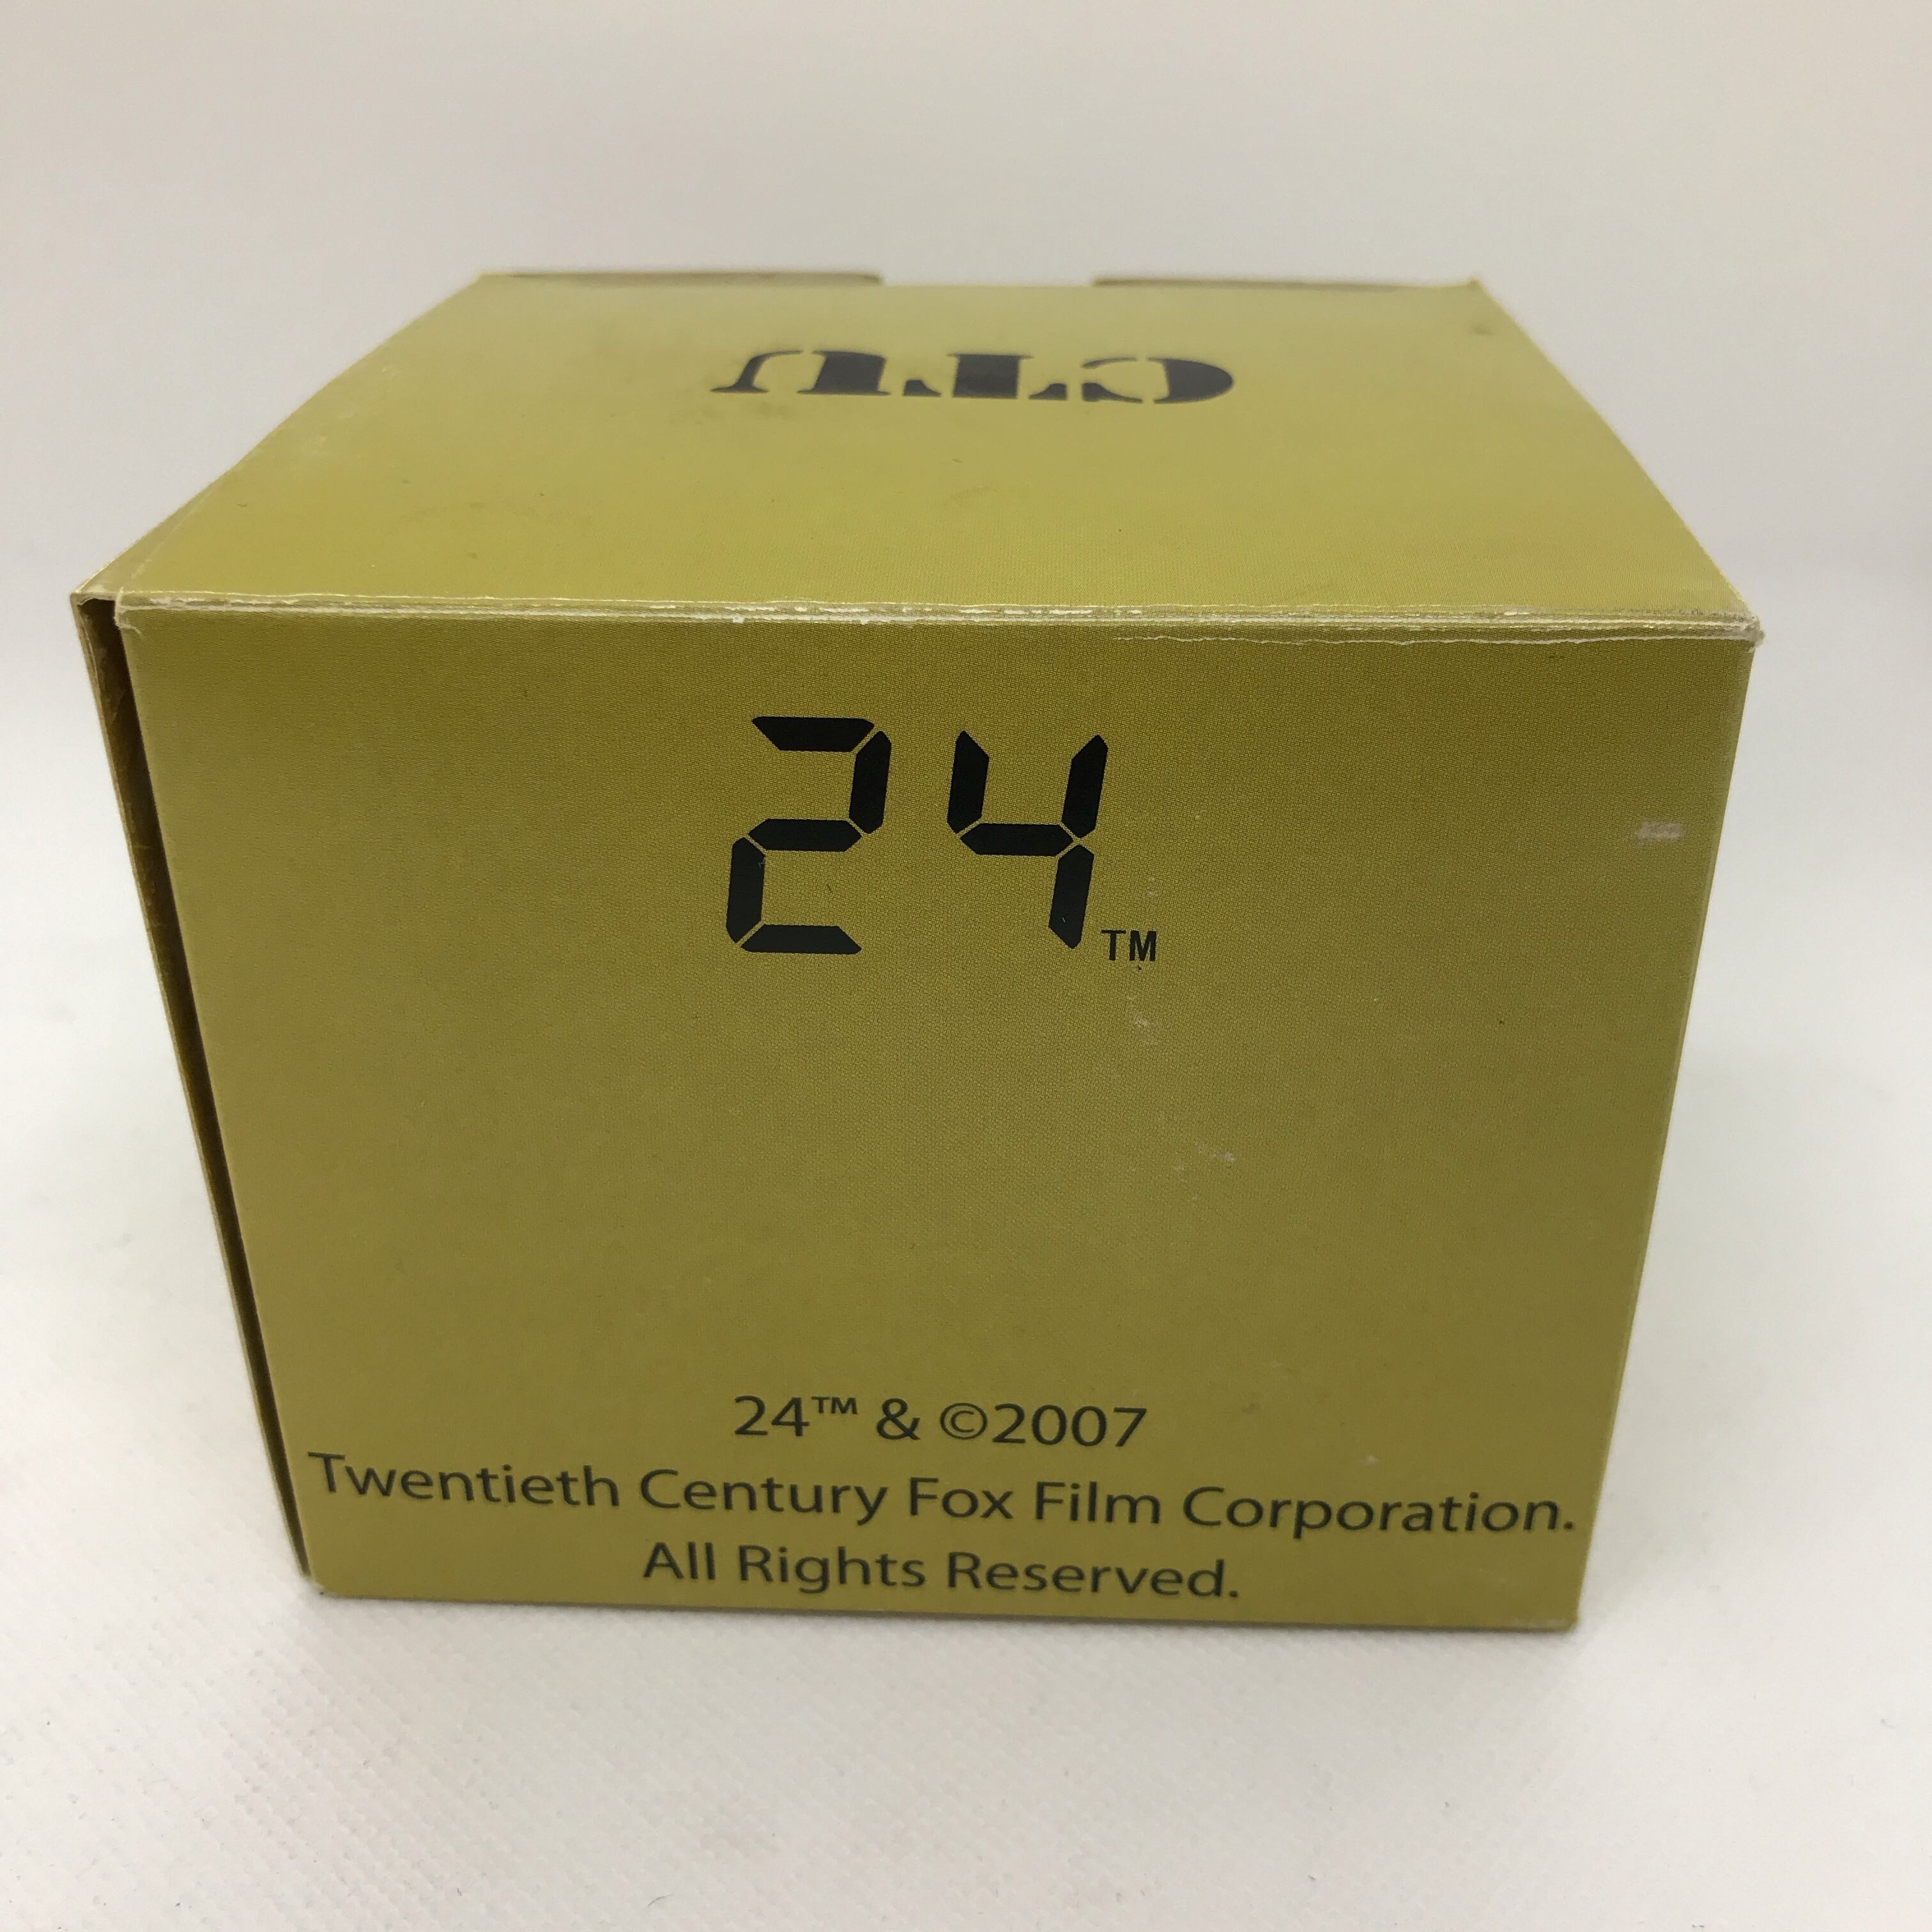 CTU
24™
24™ & ©2007
Twentieth Century Fox Film Corporation.
All Rights Reserved.